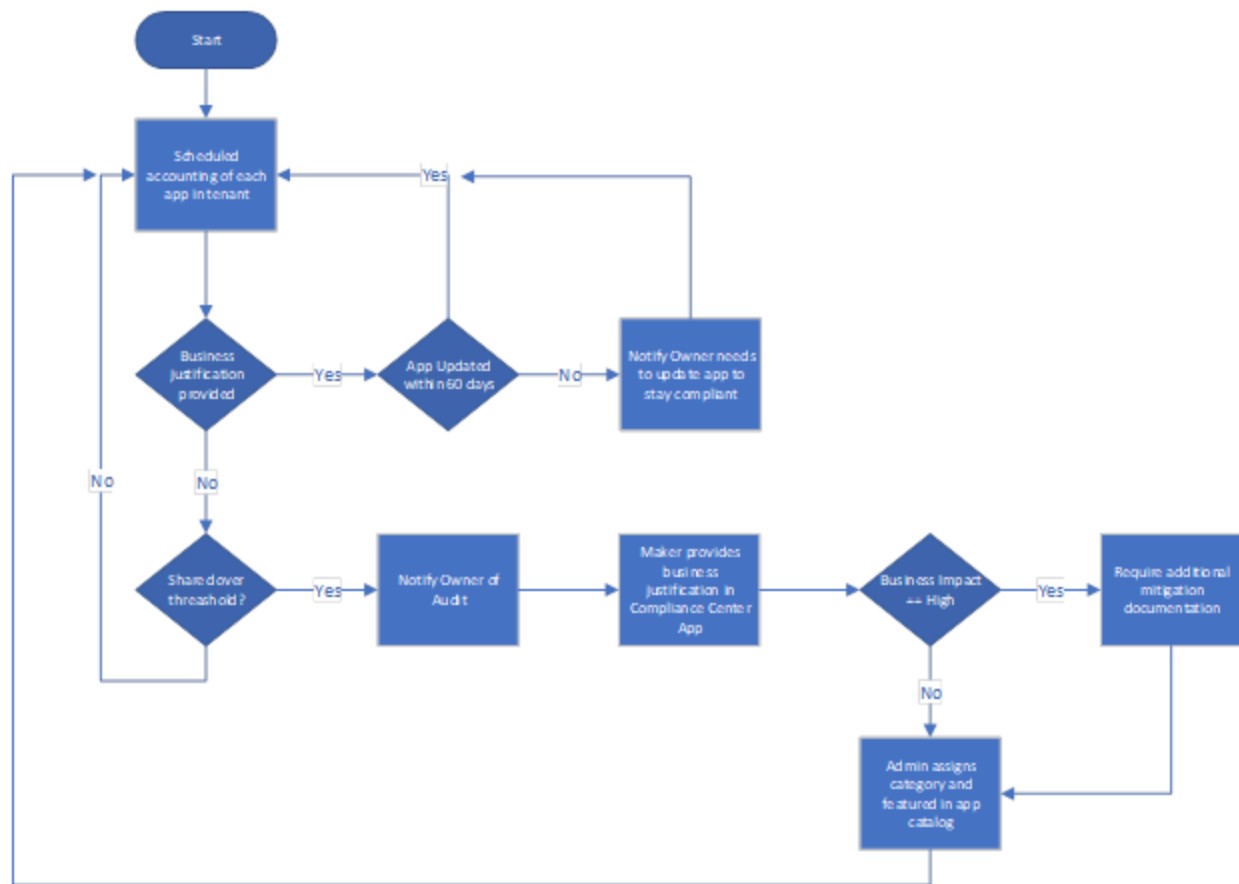 Start
Scheduled
accounting of each
app in tenant
Yes
Business
justification
provided
Yes
App Updated
within 60 days
No
Notify Owner needs
to update app to
stay compliant
No
No
Shared over
threashold?
Yes
Notify Owner of
Audit
Maker provides
business
justification in
Compliance Center
App
Business Impact
== High
Yes
Require additional
mitigation
documentation
No
Admin assigns
category and
featured in app
catalog